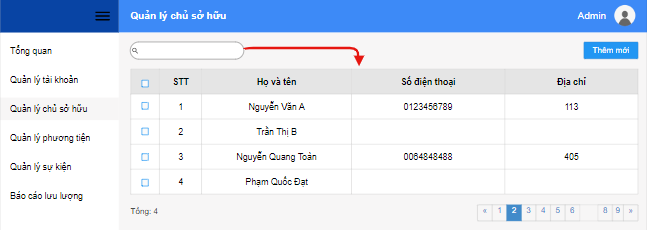 Quản lý chủ sở hữu
Admin
Tổng quan
Quản lý tài khoản
Quản lý chủ sở hữu
Quản lý phương tiện
Quản lý sự kiện
Báo cáo lưu lượng
Thêm mới
STT Họ và tên Số điện thoại Địa chỉ
1 Nguyễn Văn A 0123456789 113
2 Trần Thị B
3 Nguyễn Quang Toàn 0064848488 405
4 Phạm Quốc Đạt
Tổng: 4
« 1 2 3 4 5 6 8 9 »